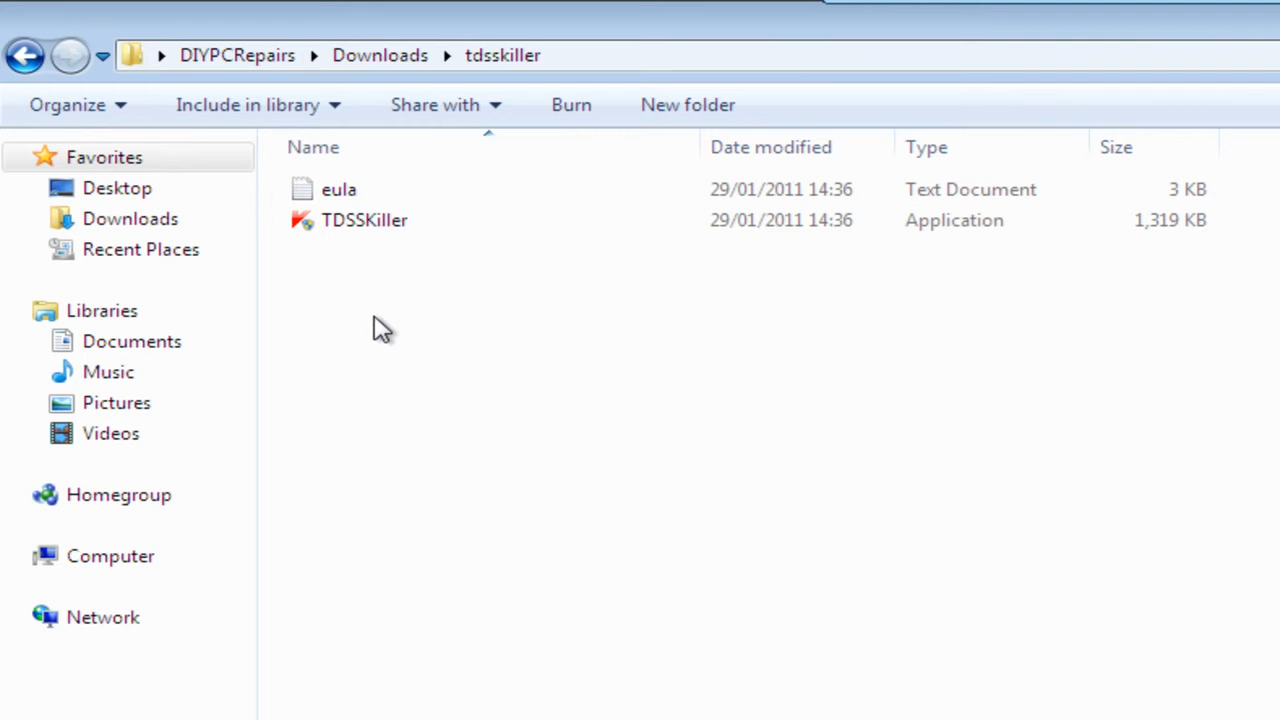 DIYPCRepairs Downloads tdsskiller
Organize Include in library Share with Burn New folder
Name Date modified Type Size
eula 29/01/2011 14:36 Text Document 3 KB
TDSSKiller 29/01/2011 14:36 Application 1,319 KB
Favorites
Desktop
Downloads
Recent Places
Libraries
Documents
Music
Pictures
Videos
Homegroup
Computer
Network